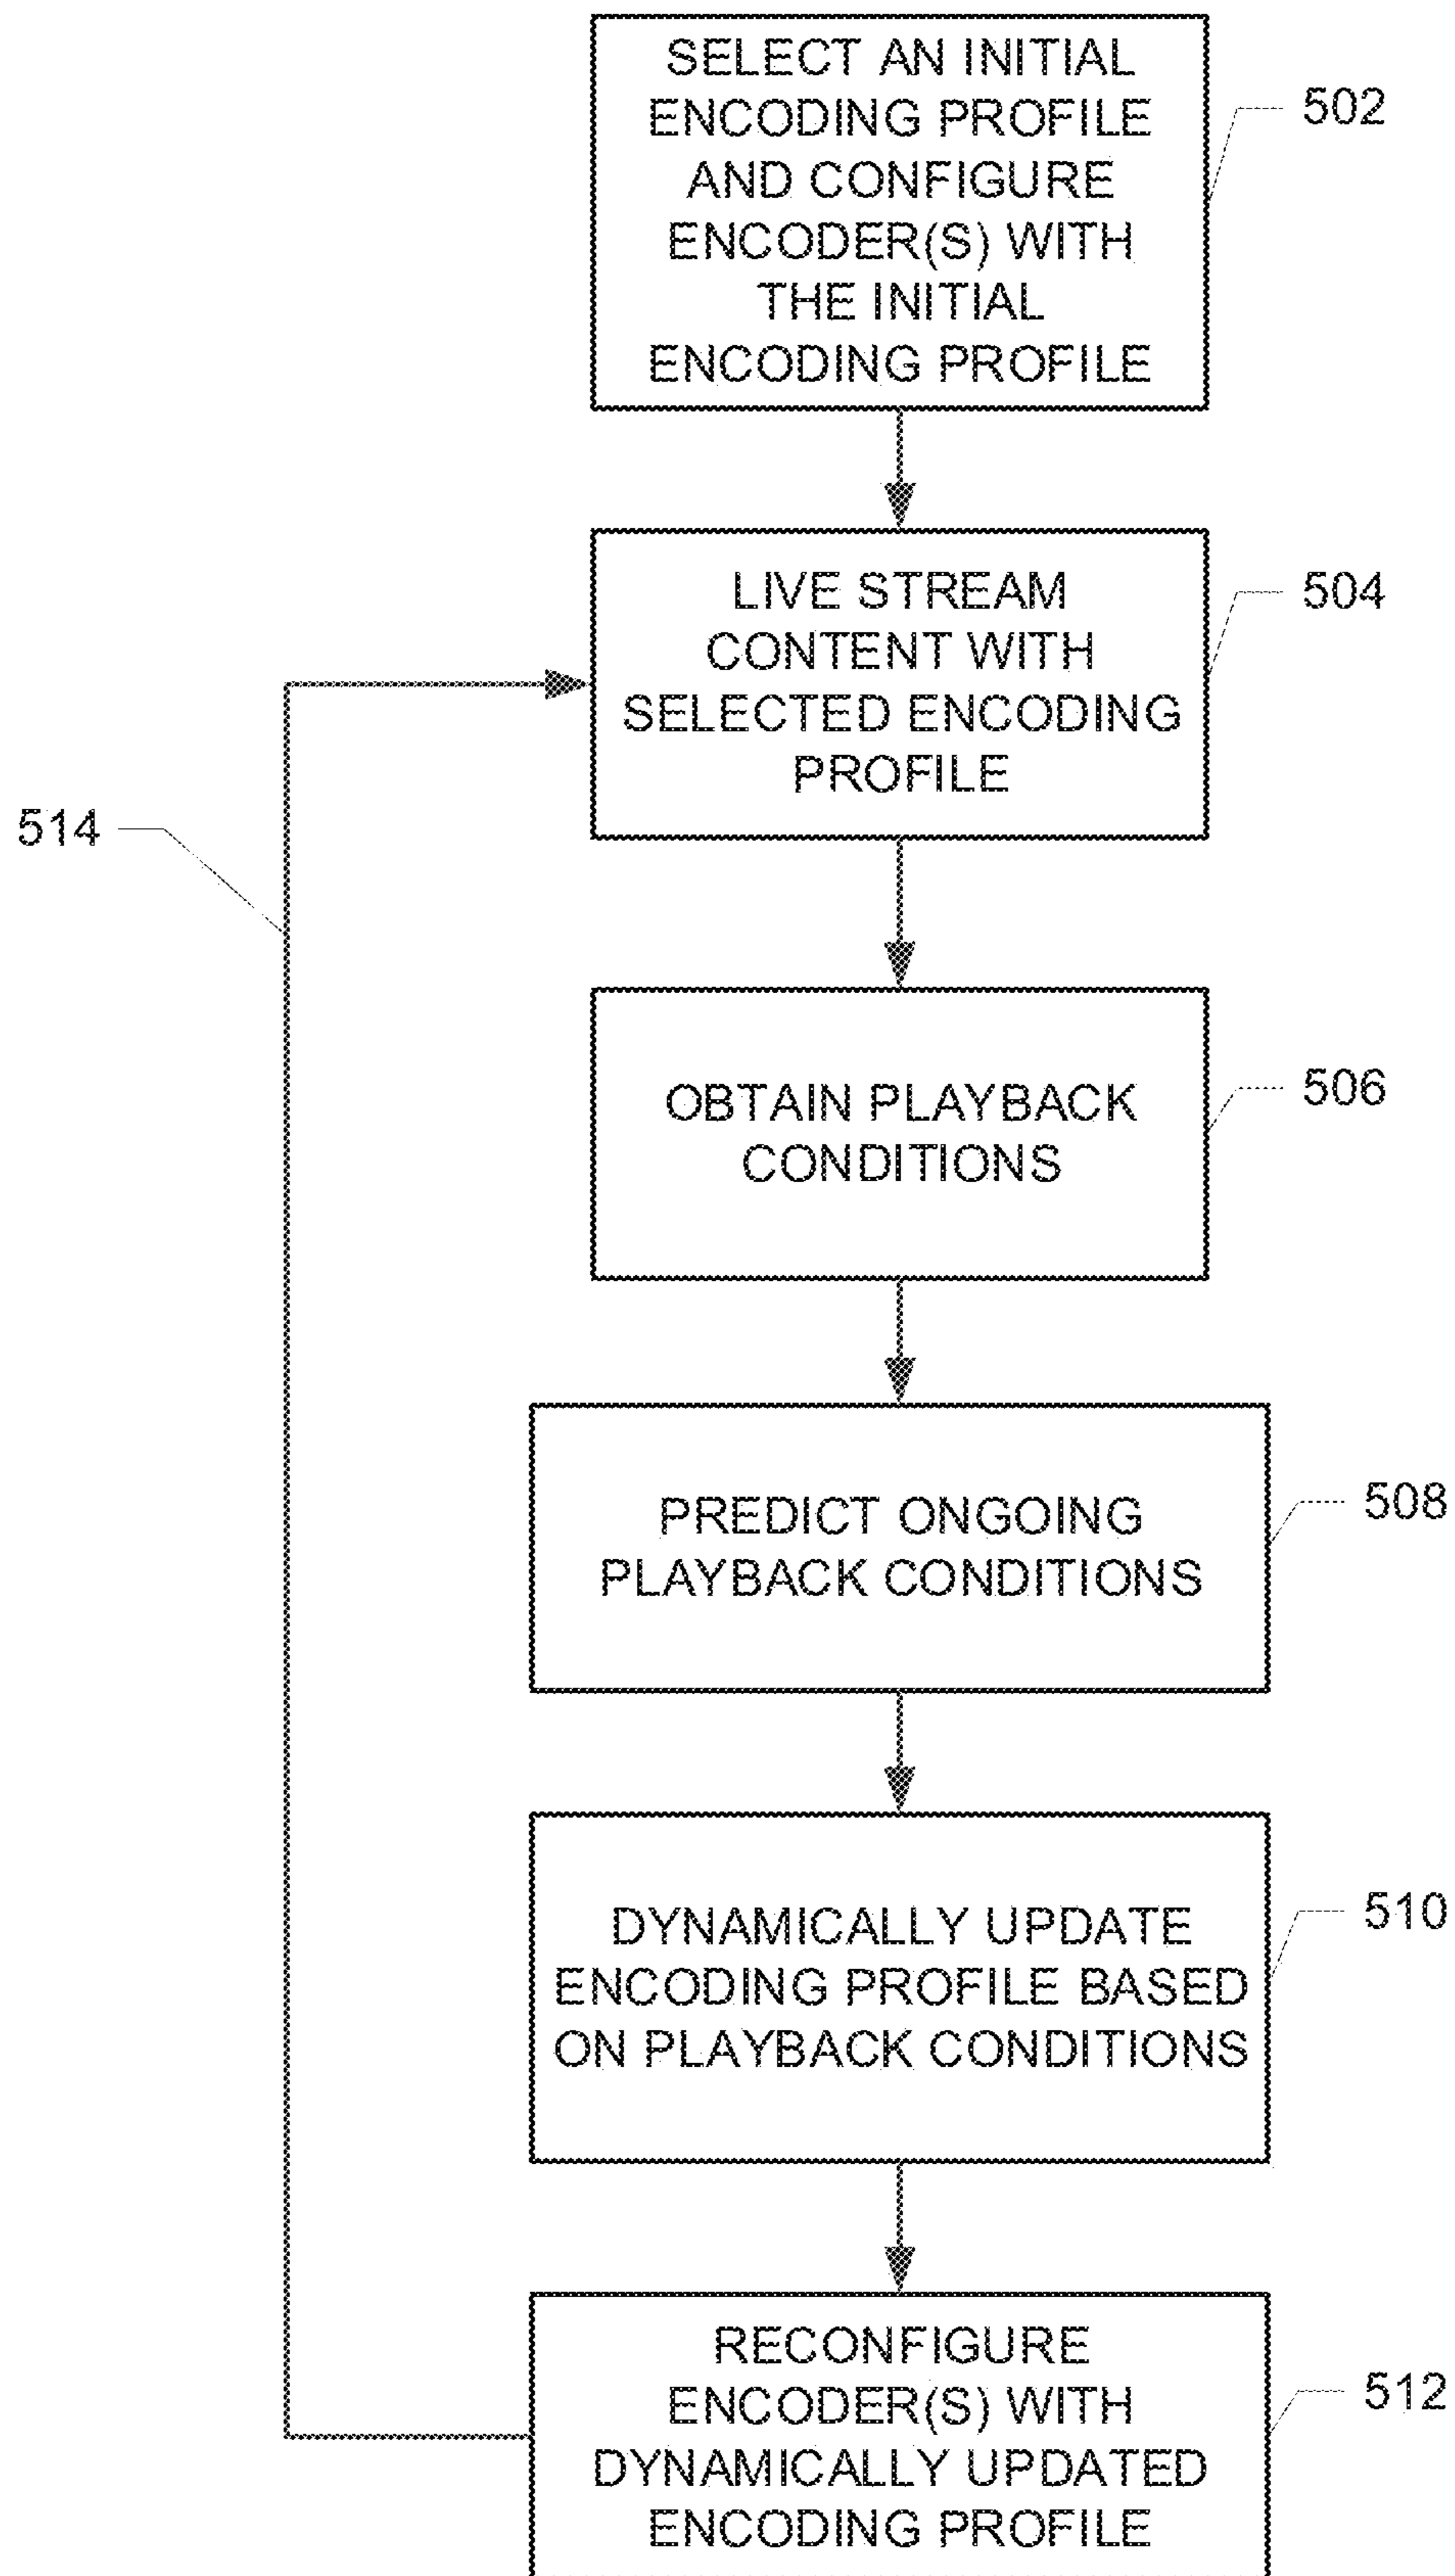 SELECT AN INITIAL
ENCODING PROFILE
AND CONFIGURE
ENCODER(S) WITH
THE INITIAL
ENCODING PROFILE
502
LIVE STREAM
CONTENT WITH
SELECTED ENCODING
PROFILE
504
514
OBTAIN PLAYBACK
CONDITIONS
506
PREDICT ONGOING
PLAYBACK CONDITIONS
508
DYNAMICALLY UPDATE
ENCODING PROFILE BASED
ON PLAYBACK CONDITIONS
510
RECONFIGURE
ENCODER(S) WITH
DYNAMICALLY UPDATED
ENCODING PROFILE
512